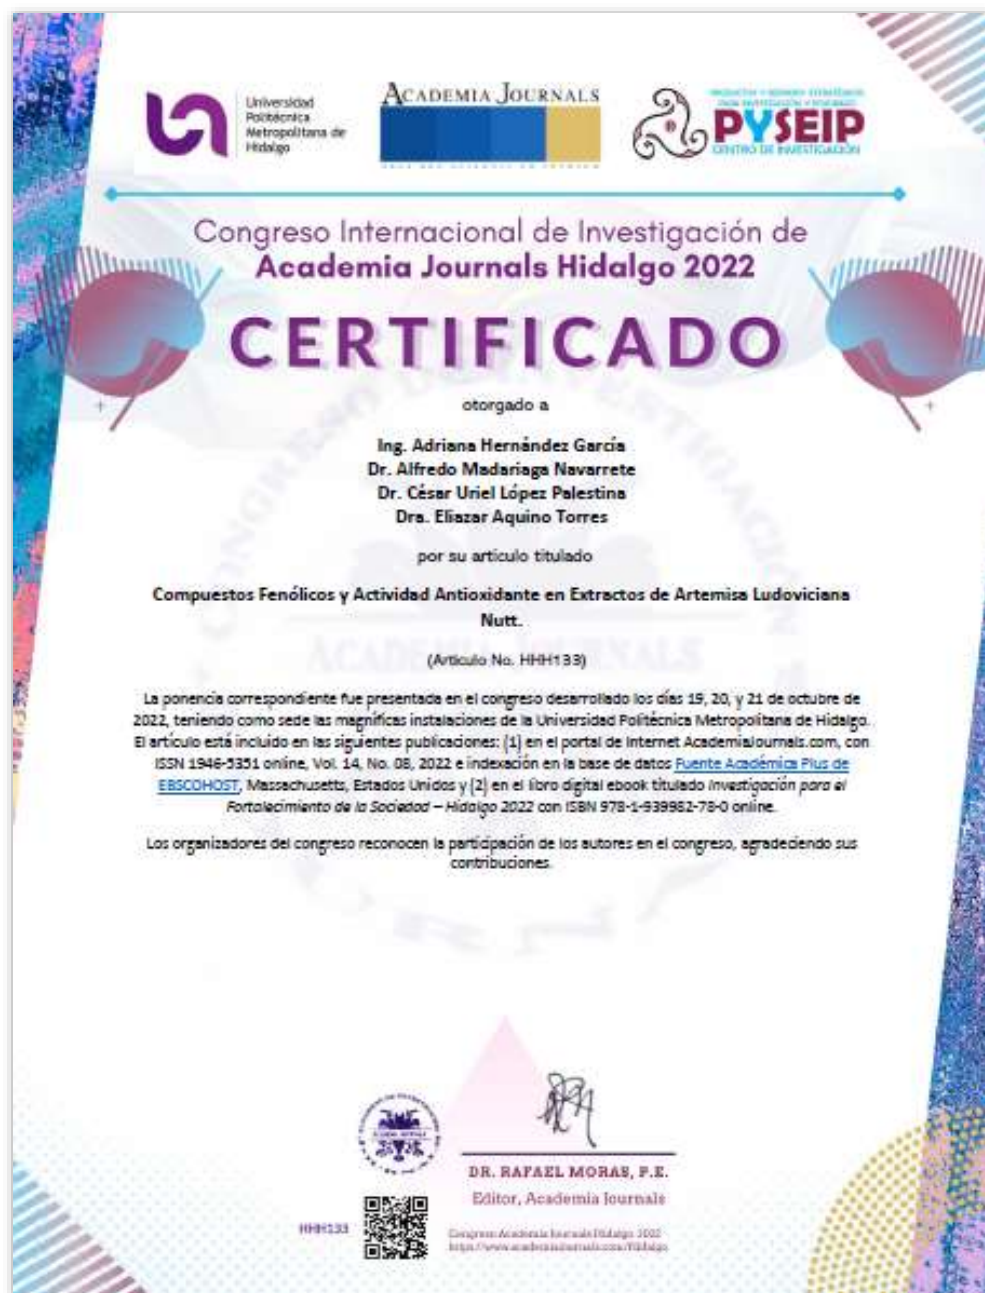 Universidad
Politécnica
Metropolitana de
Hidalgo
ACADEMIA JOURNALS
PYSEIP
CENTRO DE INVESTIGACIÓN
Congreso Internacional de Investigación de
Academia Journals Hidalgo 2022
CERTIFICADO
otorgado a
Ing. Adriana Hernández García
Dr. Alfredo Madariaga Navarrete
Dr. César Uriel López Palestina
Dra. Eliazar Aquino Torres
por su artículo titulado
Compuestos Fenólicos y Actividad Antioxidante en Extractos de Artemisa Ludoviciana
Nutt.
(Artículo No. HHH133)
La ponencia correspondiente fue presentada en el congreso desarrollado los días 19, 20, y 21 de octubre de
2022, teniendo como sede las magníficas instalaciones de la Universidad Politécnica Metropolitana de Hidalgo.
El artículo está incluido en las siguientes publicaciones: (1) en el portal de Internet AcademiaJournals.com, con
ISSN 1946-5351 online, Vol. 14, No. 08, 2022 e indexación en la base de datos Fuente Académica Plus de
EBSCOHOST, Massachusetts, Estados Unidos y (2) en el libro digital ebook titulado Investigación para el
Fortalecimiento de la Sociedad – Hidalgo 2022 con ISBN 978-1-939982-78-0 online.
Los organizadores del congreso reconocen la participación de los autores en el congreso, agradeciendo sus
contribuciones.
DR. RAFAEL MORAS, P.E.
Editor, Academia Journals
HHH133
Congreso Academia Journals Hidalgo 2022
https://www.academiajournals.com/Hidalgo